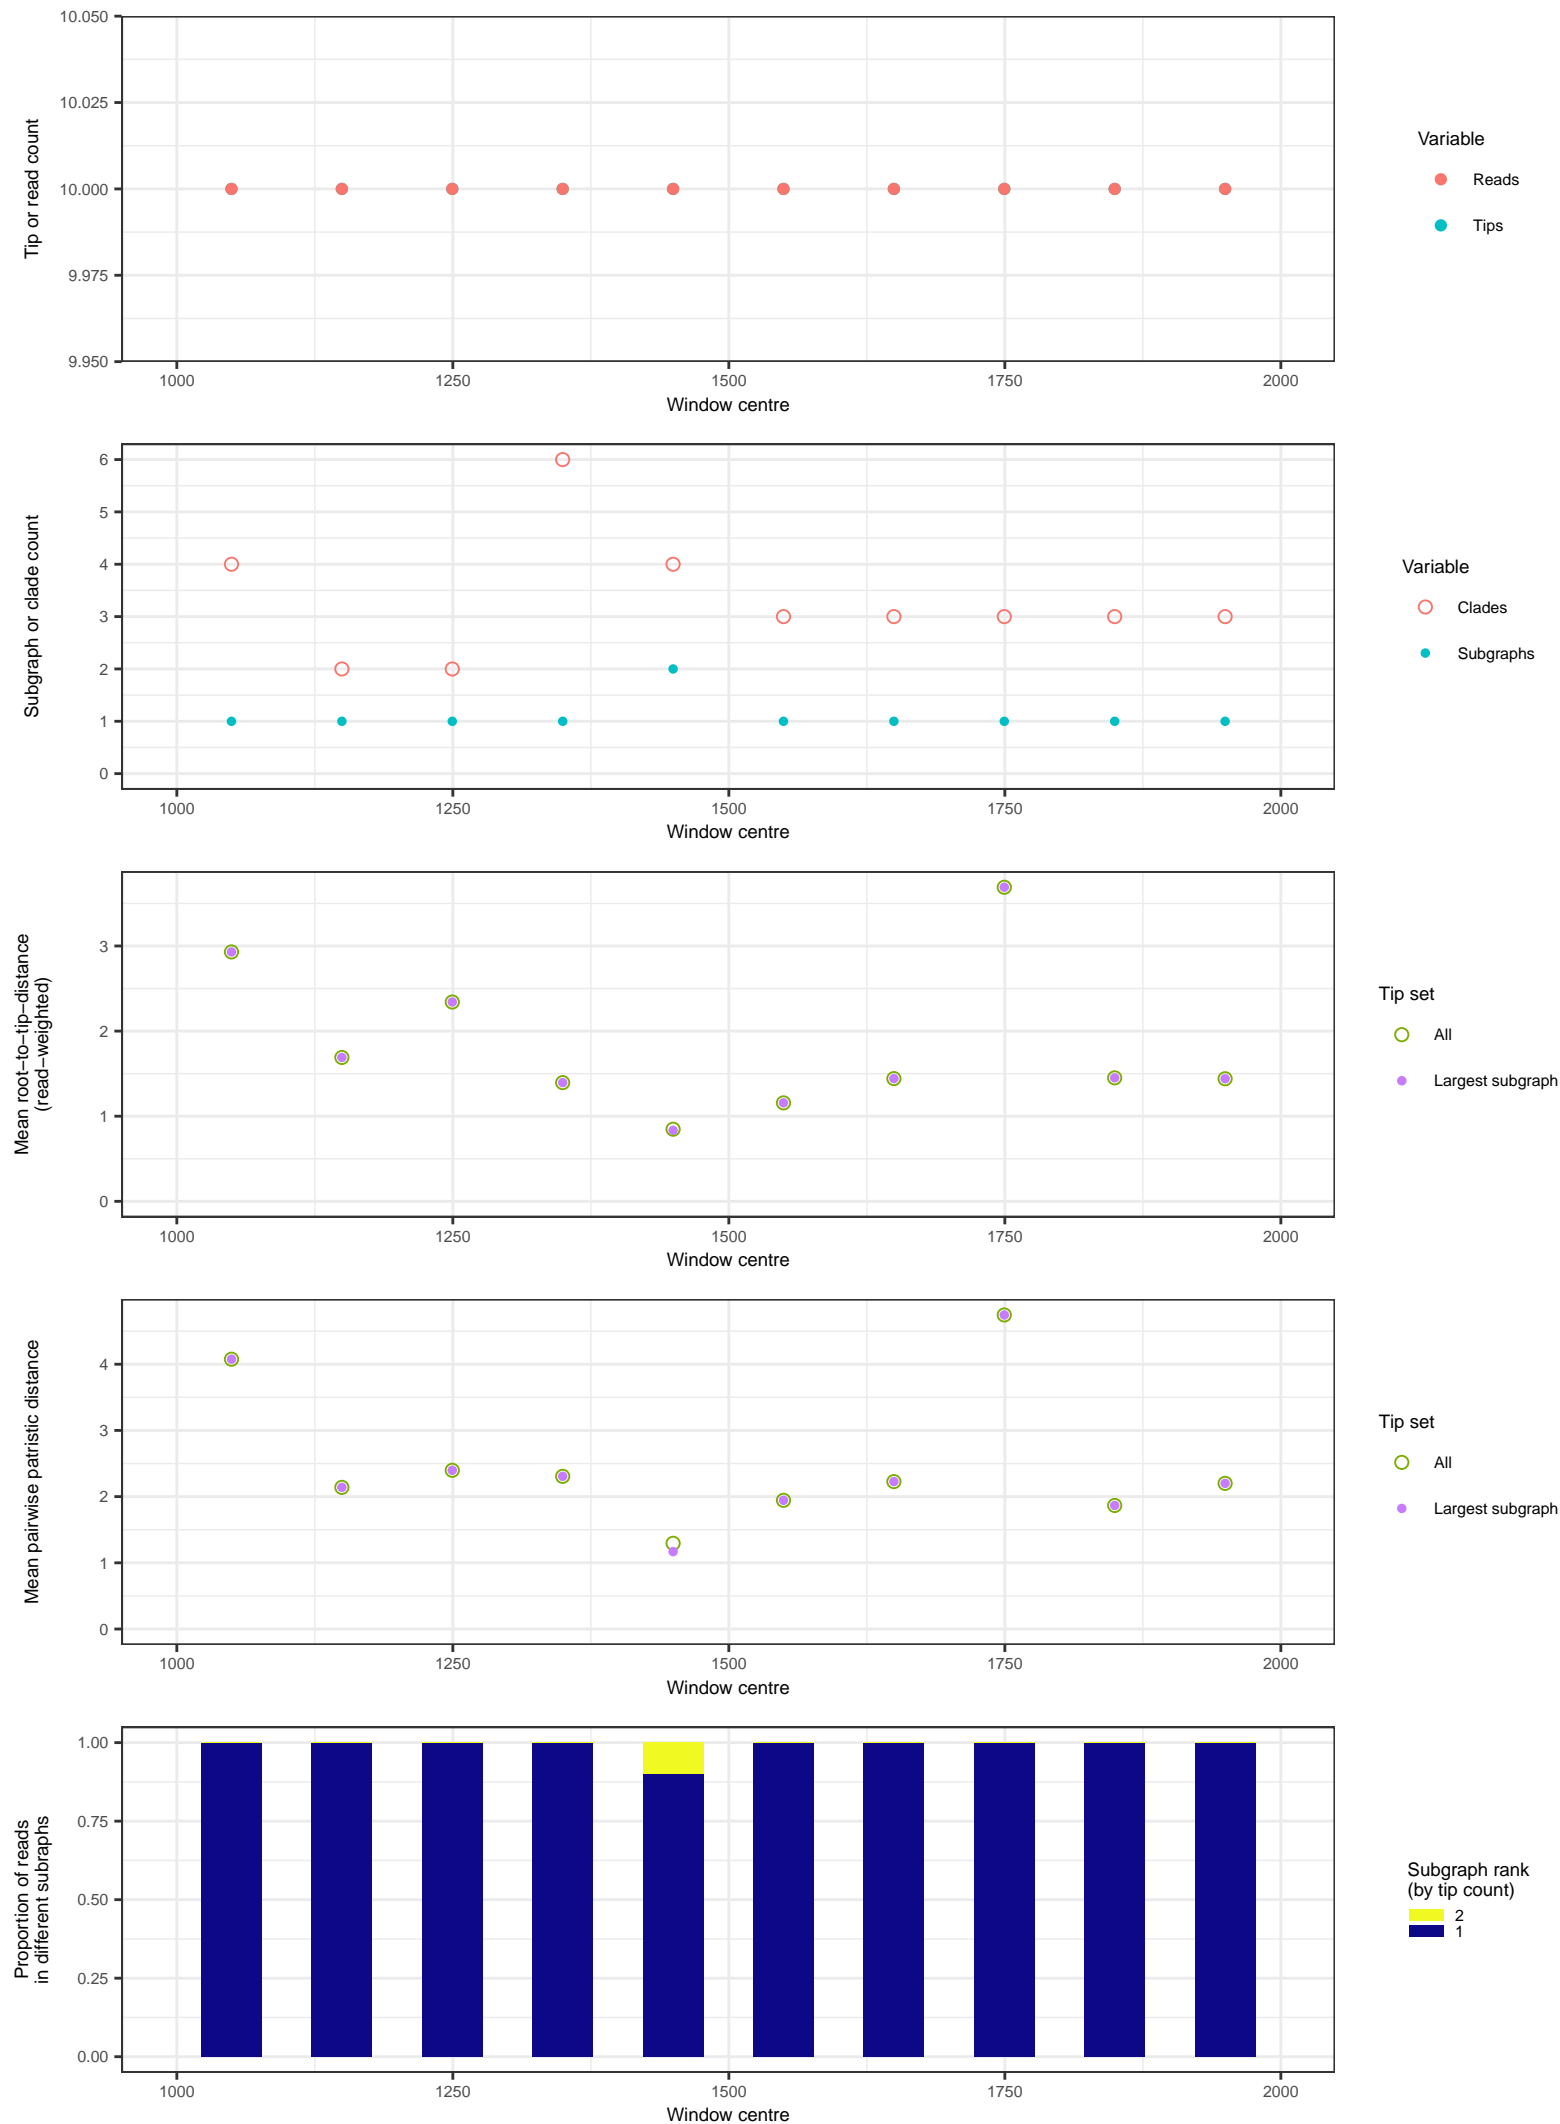 10.050
10.025
10.000
9.975
9.950
Tip or read count
1000 1250 1500 1750 2000
Window centre
Variable
Reads
Tips
6
5
4
3
2
1
0
Subgraph or clade count
1000 1250 1500 1750 2000
Window centre
Variable
Clades
Subgraphs
3
2
1
0
Mean root−to−tip−distance
(read−weighted)
1000 1250 1500 1750 2000
Window centre
Tip set
All
Largest subgraph
4
3
2
1
0
Mean pairwise patristic distance
1000 1250 1500 1750 2000
Window centre
Tip set
All
Largest subgraph
1.00
0.75
0.50
0.25
0.00
Proportion of reads
in different subraphs
1000 1250 1500 1750 2000
Window centre
Subgraph rank
(by tip count)
2
1